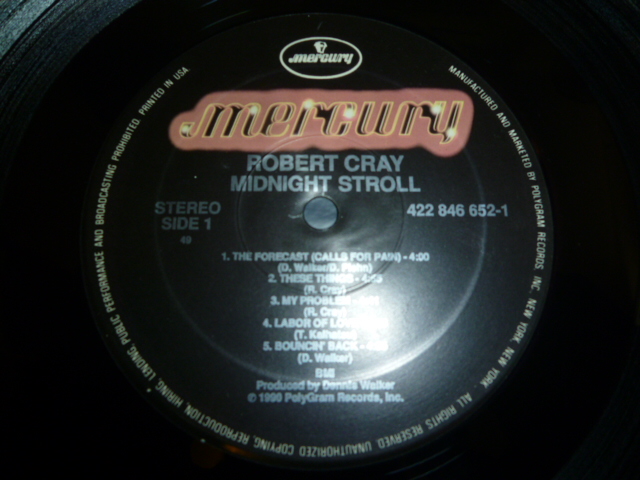 mercury
mercury
ROBERT CRAY
MIDNIGHT STROLL
STEREO
SIDE 1
49
422 846 652-1
1. THE FORECAST (CALLS FOR PAIN) - 4:00
(D. Walker/D. Plohn)
2. THESE THINGS -
(R. Cray)
3. MY PROBLEM -
(R. Cray)
4. LABOR OF
(T.
5. BOUNCIN' BACK -
(D. Walker)
BMI
Produced by Dennis Walker
© 1990 PolyGram Records, Inc.
MANUFACTURED AND MARKETED BY POLYGRAM RECORDS, INC. NEW YORK, NEW YORK · ALL RIGHTS RESERVED. UNAUTHORIZED COPYING, REPRODUCTION, HIRING, LENDING, PUBLIC PERFORMANCE AND BROADCASTING PROHIBITED. PRINTED IN USA